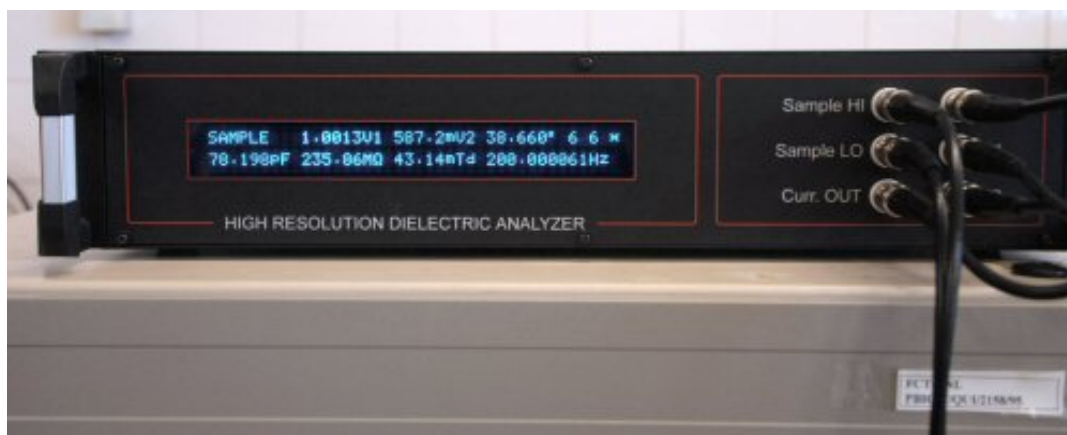 SAMPLE 1.0013V1 587.2mV2 38.660° 6 6 *
78.198pF 235.86MΩ 43.14mTd 200.000061Hz
HIGH RESOLUTION DIELECTRIC ANALYZER
Sample HI
Sample LO
Curr. OUT